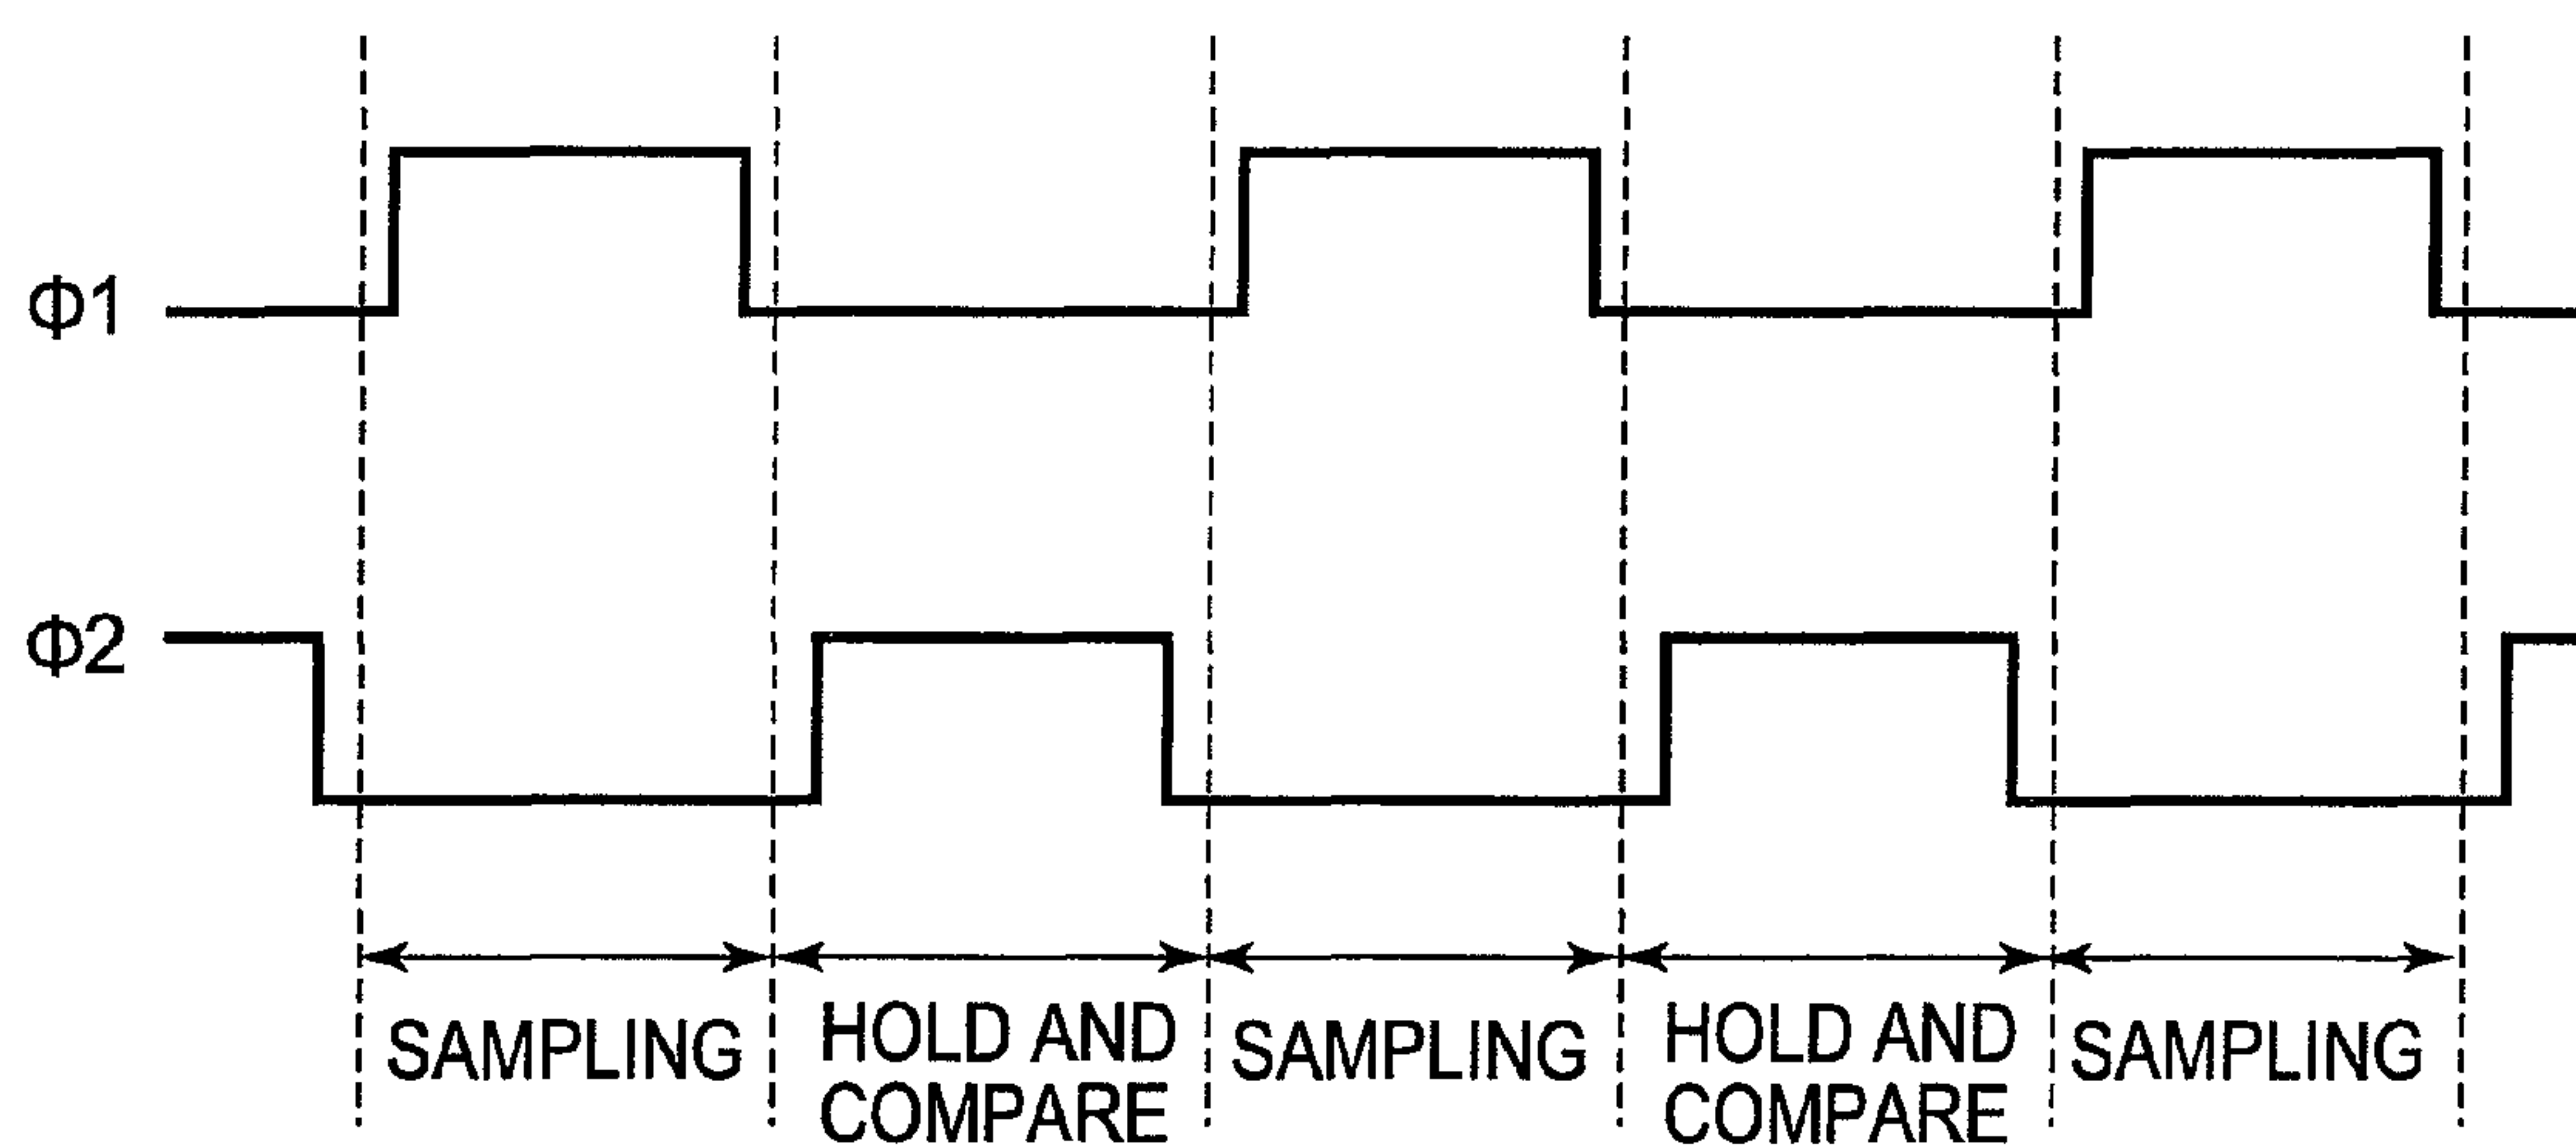 Φ1
Φ2
SAMPLING
HOLD AND
COMPARE
SAMPLING
HOLD AND
COMPARE
SAMPLING